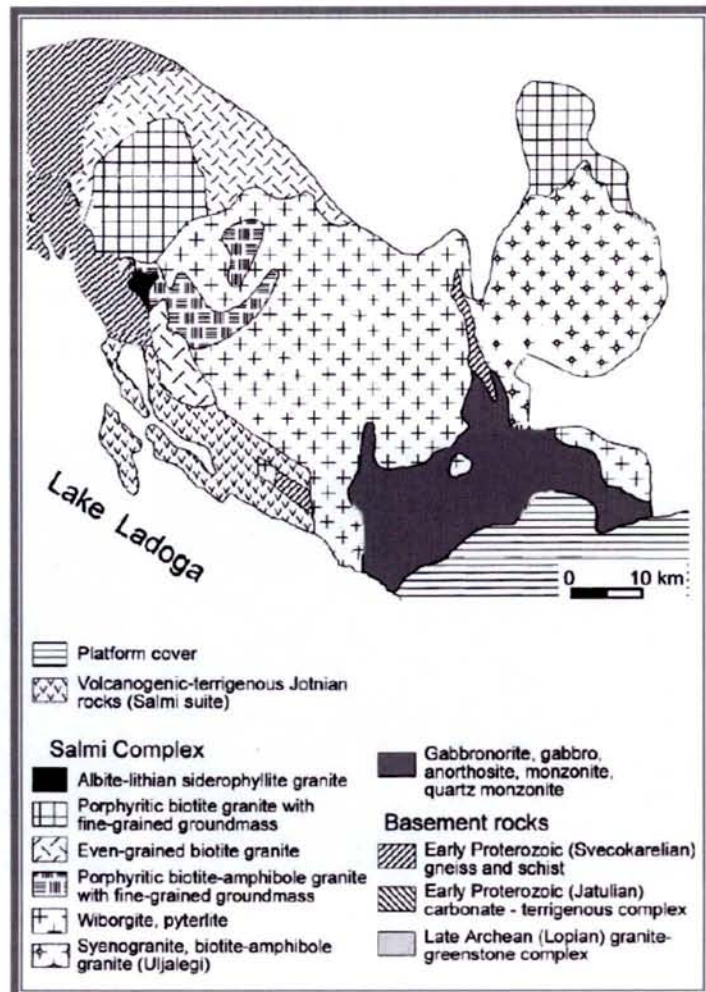 Lake Ladoga
0 10 km
Platform cover
Volcanogenic-terrigenous Jotnian
rocks (Salmi suite)
Salmi Complex
Albite-lithian siderophyllite granite
Porphyritic biotite granite with
fine-grained groundmass
Even-grained biotite granite
Porphyritic biotite-amphibole granite
with fine-grained groundmass
Wiborgite, pyterlite
Syenogranite, biotite-amphibole
granite (Uljalegi)
Gabbronorite, gabbro,
anorthosite, monzonite,
quartz monzonite
Basement rocks
Early Proterozoic (Svecokarelian)
gneiss and schist
Early Proterozoic (Jatulian)
carbonate - terrigenous complex
Late Archean (Lopian) granite-
greenstone complex